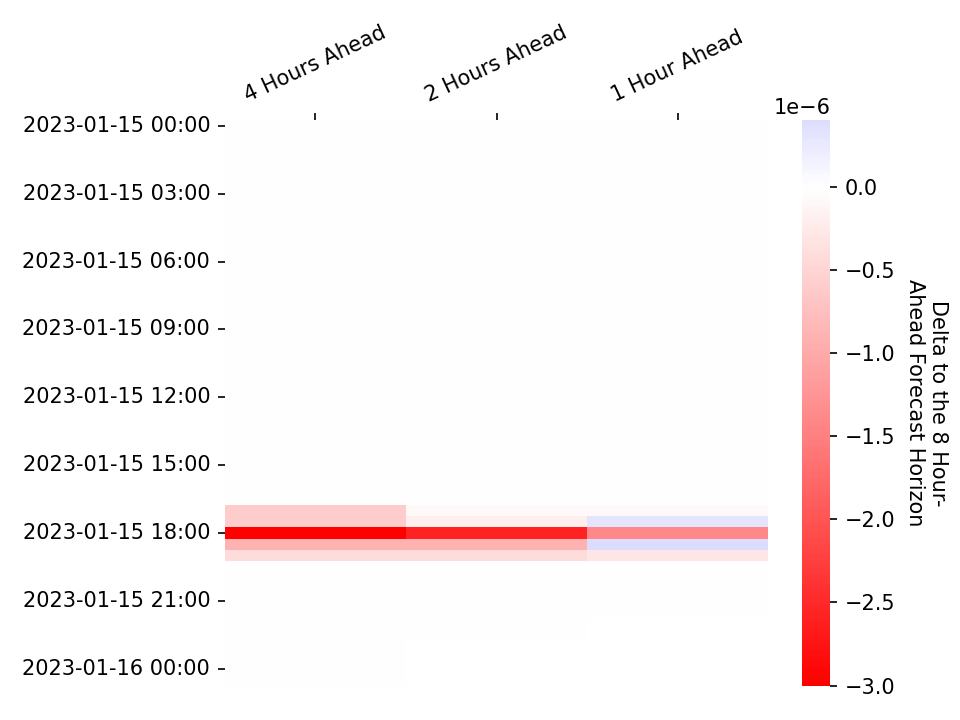 4 Hours Ahead
2 Hours Ahead
1 Hour Ahead
1e−6
2023-01-15 00:00
2023-01-15 03:00
2023-01-15 06:00
2023-01-15 09:00
2023-01-15 12:00
2023-01-15 15:00
2023-01-15 18:00
2023-01-15 21:00
2023-01-16 00:00
0.0
−0.5
−1.0
−1.5
−2.0
−2.5
−3.0
Delta to the 8 Hour-
Ahead Forecast Horizon